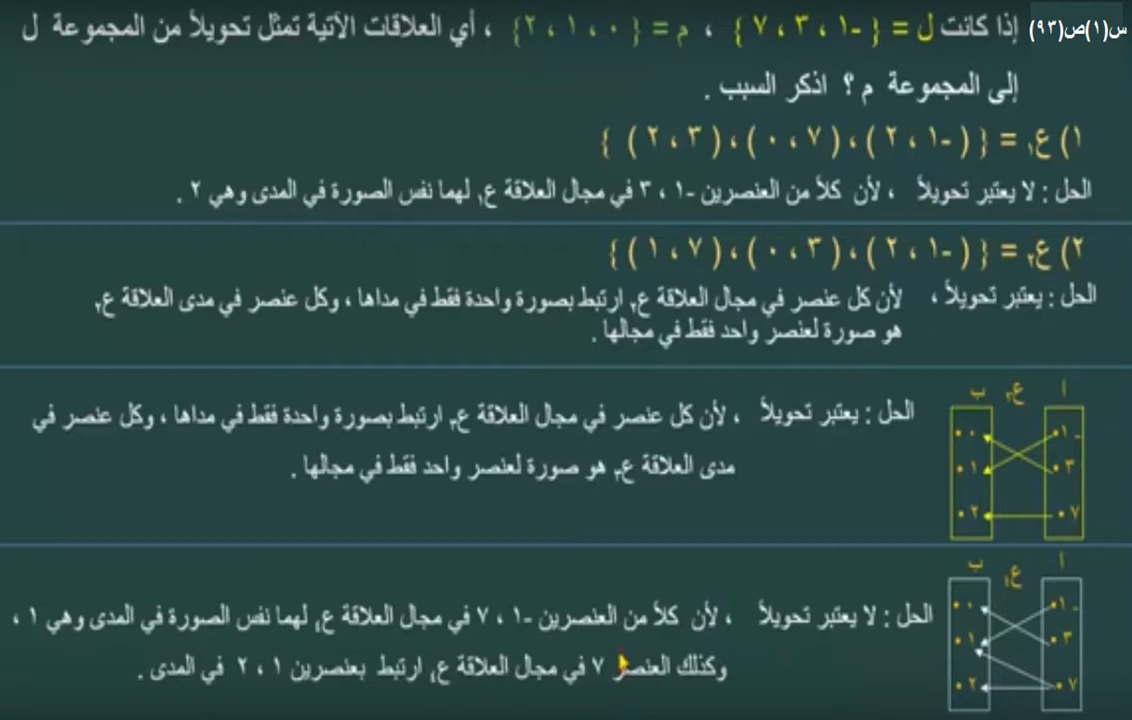 س(١)ص(٩٣) إذا كانت ل = { -١ ، ٣ ، ٧ } ، م = { ٠ ، ١ ، ٢ } ، أي العلاقات الآتية تمثل تحويلاً من المجموعة ل
إلى المجموعة م ؟ اذكر السبب .
١) ع١ = { ( -١ ، ٢ ) ، ( ٧ ، ٠ ) ، ( ٣ ، ٢ ) }
الحل : لا يعتبر تحويلاً ، لأن كلاً من العنصرين -١ ، ٣ في مجال العلاقة ع١ لهما نفس الصورة في المدى وهي ٢ .
٢) ع٢ = { ( -١ ، ٢ ) ، ( ٣ ، ٠ ) ، ( ٧ ، ١ ) }
الحل : يعتبر تحويلاً ، لأن كل عنصر في مجال العلاقة ع٢ ارتبط بصورة واحدة فقط في مداها ، وكل عنصر في مدى العلاقة ع٢
هو صورة لعنصر واحد فقط في مجالها .
أ ع٣ ب
-١ ٠
٣ ١
٧ ٢
الحل : يعتبر تحويلاً ، لأن كل عنصر في مجال العلاقة ع٣ ارتبط بصورة واحدة فقط في مداها ، وكل عنصر في
مدى العلاقة ع٣ هو صورة لعنصر واحد فقط في مجالها .
أ ع٤ ب
-١ ٠
٣ ١
٧ ٢
الحل : لا يعتبر تحويلاً ، لأن كلاً من العنصرين -١ ، ٧ في مجال العلاقة ع٤ لهما نفس الصورة في المدى وهي ١ ،
وكذلك العنصر ٧ في مجال العلاقة ع٤ ارتبط بعنصرين ١ ، ٢ في المدى .